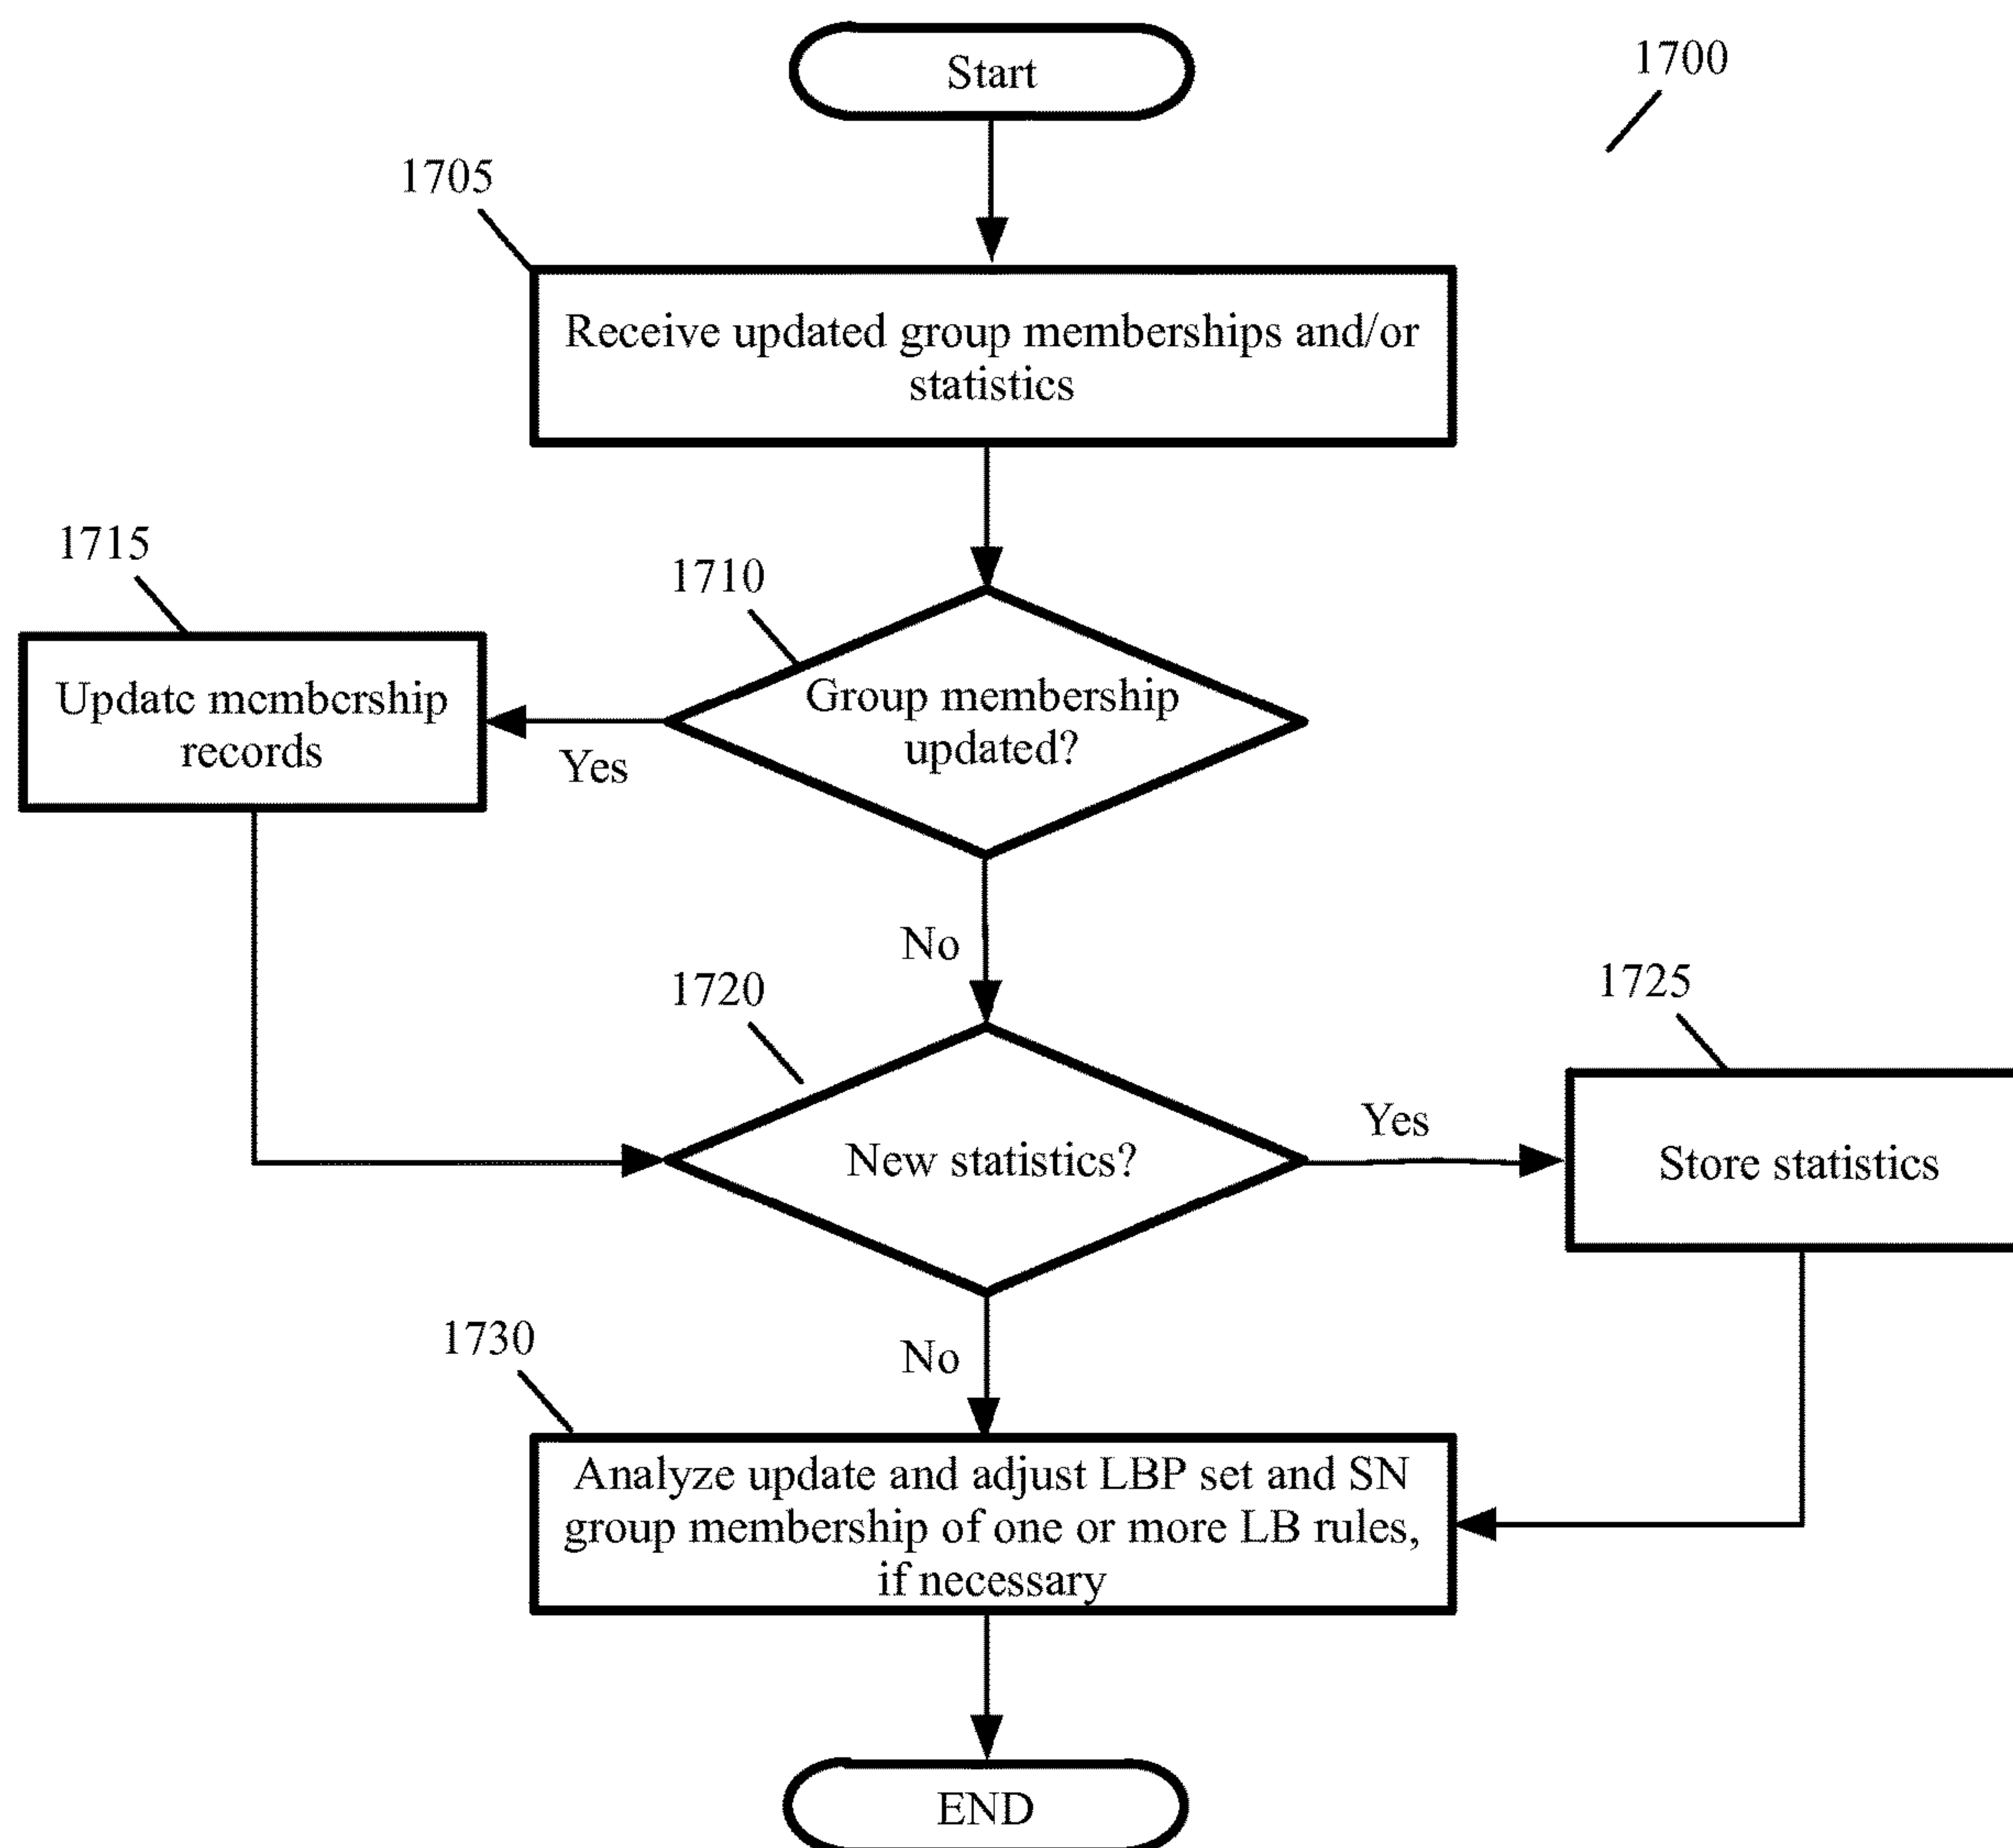 Start
1700
1705
Receive updated group memberships and/or
statistics
1715
1710
Update membership
records
Group membership
updated?
Yes
No
1720
1725
New statistics?
Yes
Store statistics
1730
No
Analyze update and adjust LBP set and SN
group membership of one or more LB rules,
if necessary
END